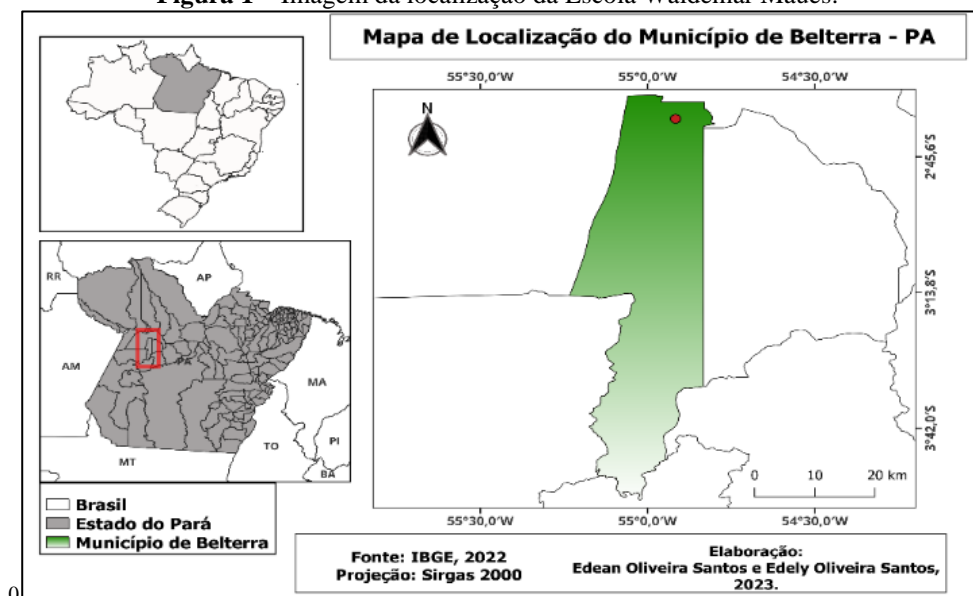 Figura 1 – Imagem da localização da Escola Waldemar Maués.
Mapa de Localização do Município de Belterra - PA
55°30,0'W 55°0,0'W 54°30,0'W
N
2°45,6'S
3°13,8'S
3°42,0'S
RR
AP
AM
PA
MA
PI
TO
BA
MT
0 10 20 km
55°30,0'W 55°0,0'W 54°30,0'W
Brasil
Estado do Pará
Município de Belterra
Fonte: IBGE, 2022
Projeção: Sirgas 2000
Elaboração:
Edean Oliveira Santos e Edely Oliveira Santos,
2023.
0